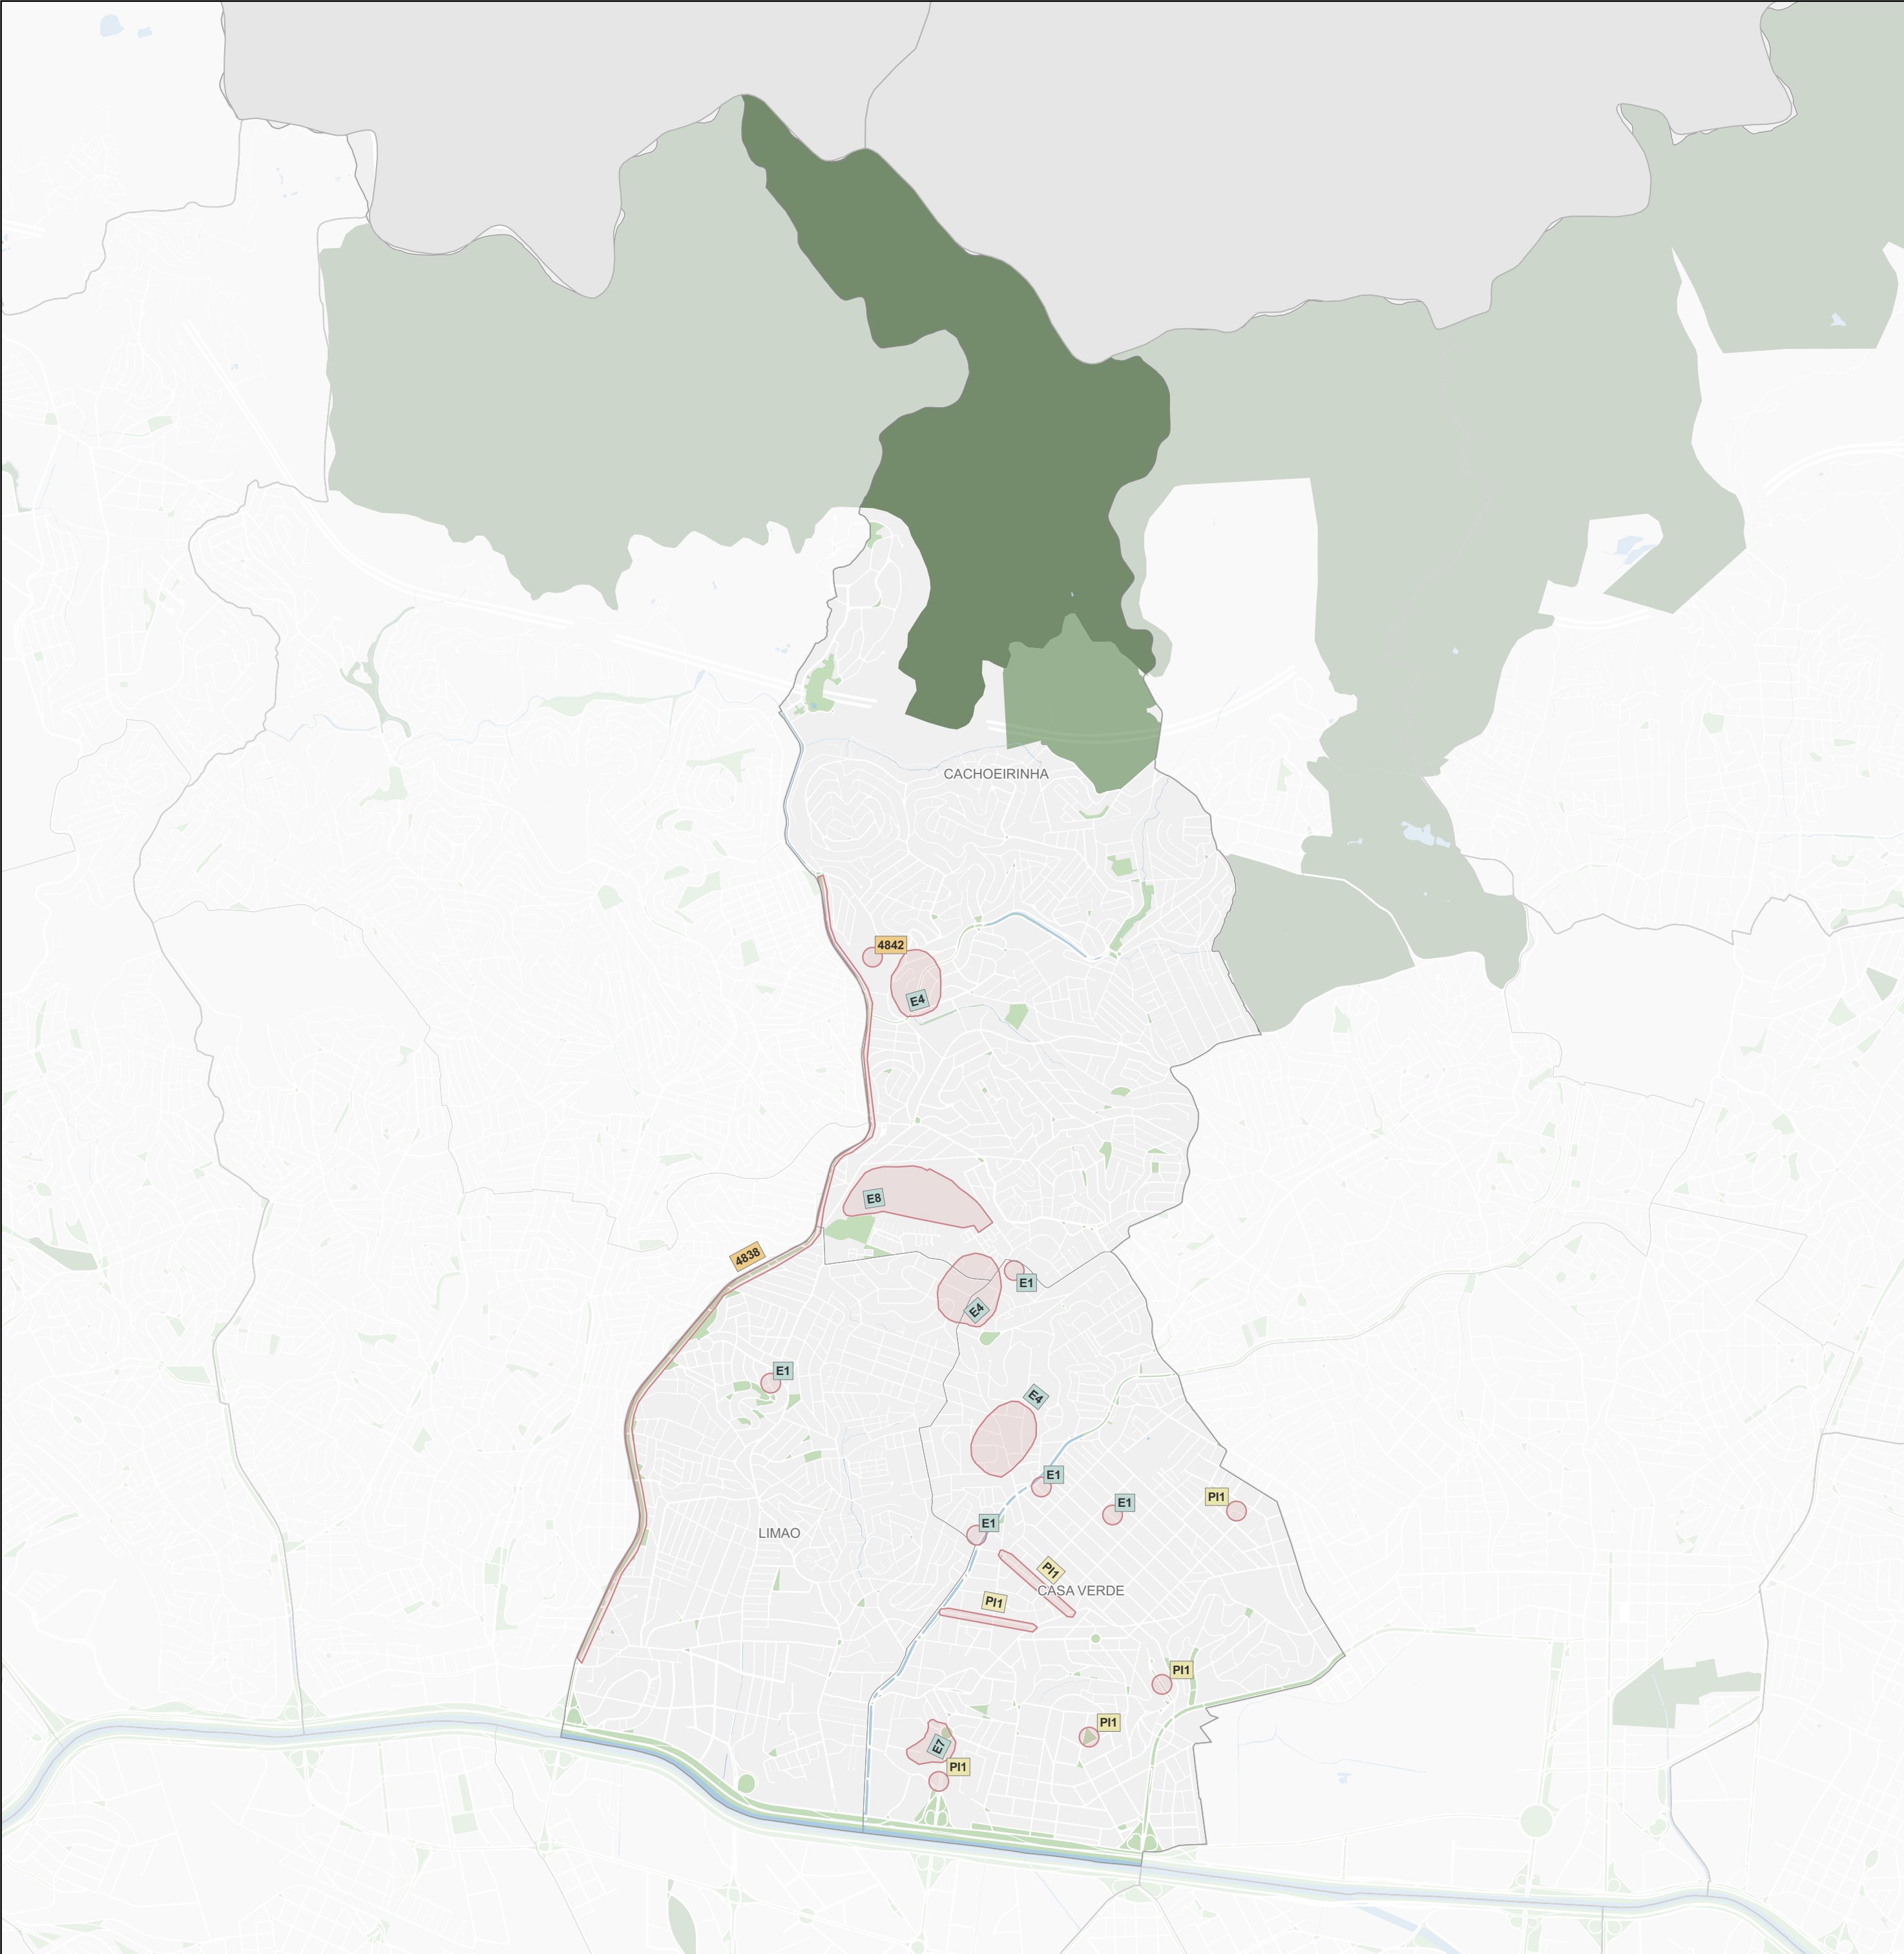 CACHOEIRINHA
4842
E4
E8
4838
E1
E4
E1
E4
E1
PI1
E1
E1
LIMAO
PI1
CASA VERDE
PI1
PI1
PI1
E7
PI1